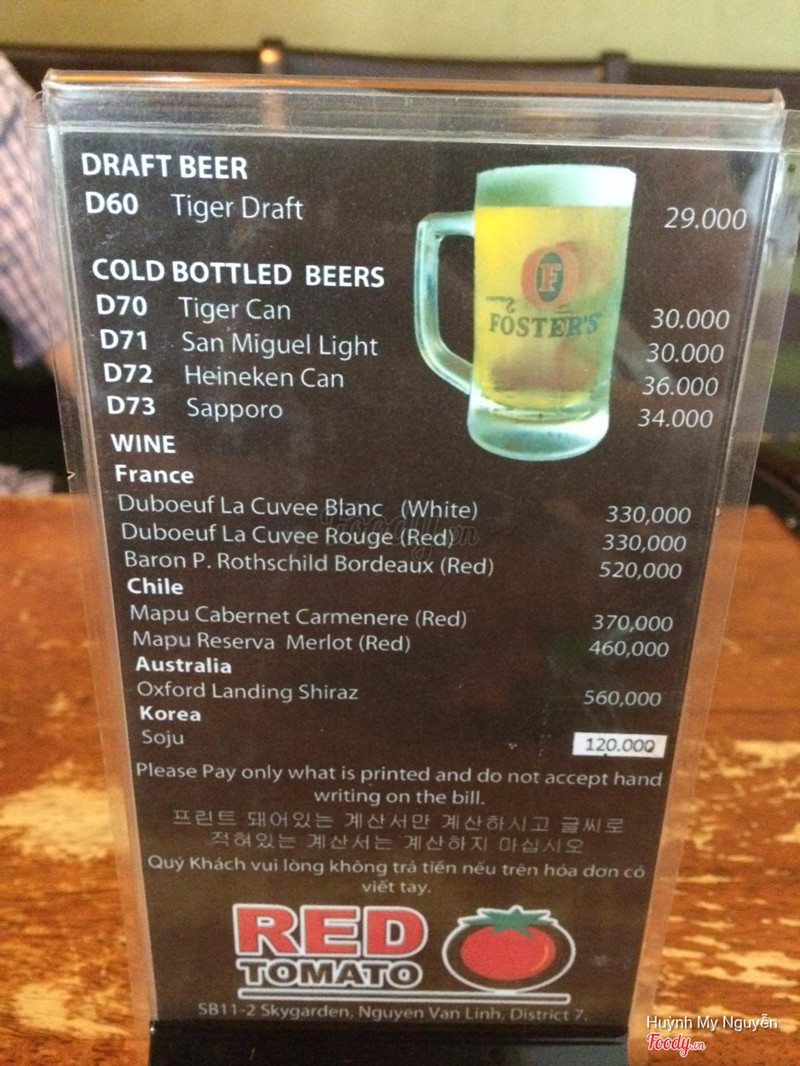 DRAFT BEER
D60 Tiger Draft 29.000
COLD BOTTLED BEERS
D70 Tiger Can 30.000
D71 San Miguel Light 30.000
D72 Heineken Can 36.000
D73 Sapporo 34.000
F
FOSTER'S
WINE
France
Duboeuf La Cuvee Blanc (White) 330,000
Duboeuf La Cuvee Rouge (Red) 330,000
Baron P. Rothschild Bordeaux (Red) 520,000
Chile
Mapu Cabernet Carmenere (Red) 370,000
Mapu Reserva Merlot (Red) 460,000
Australia
Oxford Landing Shiraz 560,000
Korea
Soju 120.000
Please Pay only what is printed and do not accept hand
writing on the bill.
프린트 돼어있는 계산서만 계산하시고 글씨로
적혀있는 계산서는 계산하지 마십시오
Quý Khách vui lòng không trả tiền nếu trên hóa đơn có
viết tay.
RED
TOMATO
SB11-2 Skygarden, Nguyen Van Linh, District 7.
Foody.vn
Huỳnh My Nguyễn
Foody.vn